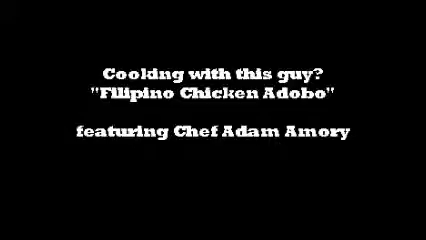 Cooking with this guy?
"Filipino Chicken Adobo"
featuring Chef Adam Amory